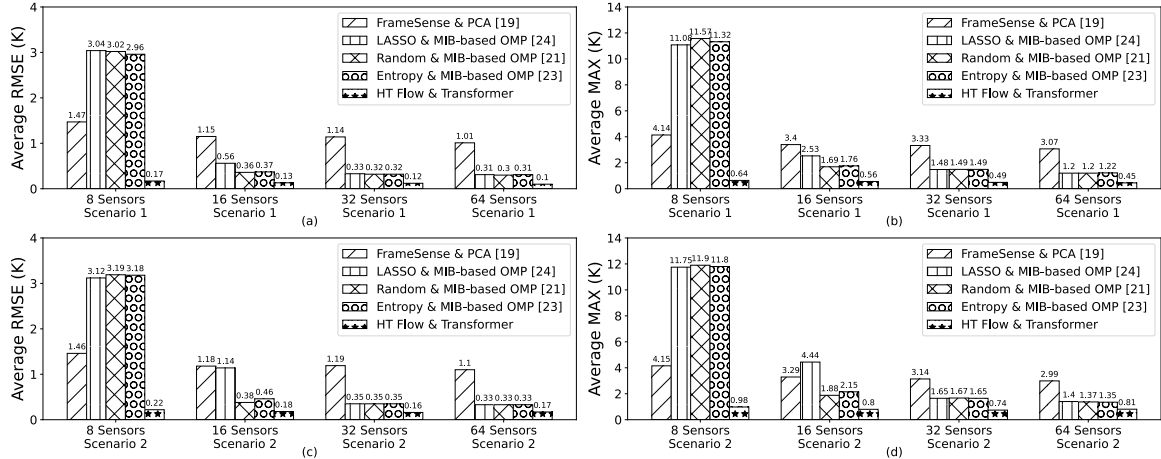 Average RMSE (K)
4
3
2
1
0
1.47
3.04
3.02
2.96
0.17
1.15
0.56
0.36
0.37
0.13
1.14
0.33
0.32
0.32
0.12
1.01
0.31
0.3
0.31
0.1
FrameSense & PCA [19]
LASSO & MIB-based OMP [24]
Random & MIB-based OMP [21]
Entropy & MIB-based OMP [23]
HT Flow & Transformer
8 Sensors
Scenario 1
16 Sensors
Scenario 1
32 Sensors
Scenario 1
64 Sensors
Scenario 1
(a)
Average MAX (K)
14
12
10
8
6
4
2
0
4.14
11.08
11.57
11.32
0.64
3.4
2.53
1.69
1.76
0.56
3.33
1.48
1.49
1.49
0.49
3.07
1.2
1.2
1.22
0.45
FrameSense & PCA [19]
LASSO & MIB-based OMP [24]
Random & MIB-based OMP [21]
Entropy & MIB-based OMP [23]
HT Flow & Transformer
8 Sensors
Scenario 1
16 Sensors
Scenario 1
32 Sensors
Scenario 1
64 Sensors
Scenario 1
(b)
Average RMSE (K)
4
3
2
1
0
1.46
3.12
3.19
3.18
0.22
1.18
1.14
0.38
0.46
0.18
1.19
0.35
0.35
0.35
0.16
1.1
0.33
0.33
0.33
0.17
FrameSense & PCA [19]
LASSO & MIB-based OMP [24]
Random & MIB-based OMP [21]
Entropy & MIB-based OMP [23]
HT Flow & Transformer
8 Sensors
Scenario 2
16 Sensors
Scenario 2
32 Sensors
Scenario 2
64 Sensors
Scenario 2
(c)
Average MAX (K)
14
12
10
8
6
4
2
0
4.15
11.75
11.9
11.8
0.98
3.29
4.44
1.88
2.15
0.8
3.14
1.65
1.67
1.65
0.74
2.99
1.4
1.37
1.35
0.81
FrameSense & PCA [19]
LASSO & MIB-based OMP [24]
Random & MIB-based OMP [21]
Entropy & MIB-based OMP [23]
HT Flow & Transformer
8 Sensors
Scenario 2
16 Sensors
Scenario 2
32 Sensors
Scenario 2
64 Sensors
Scenario 2
(d)